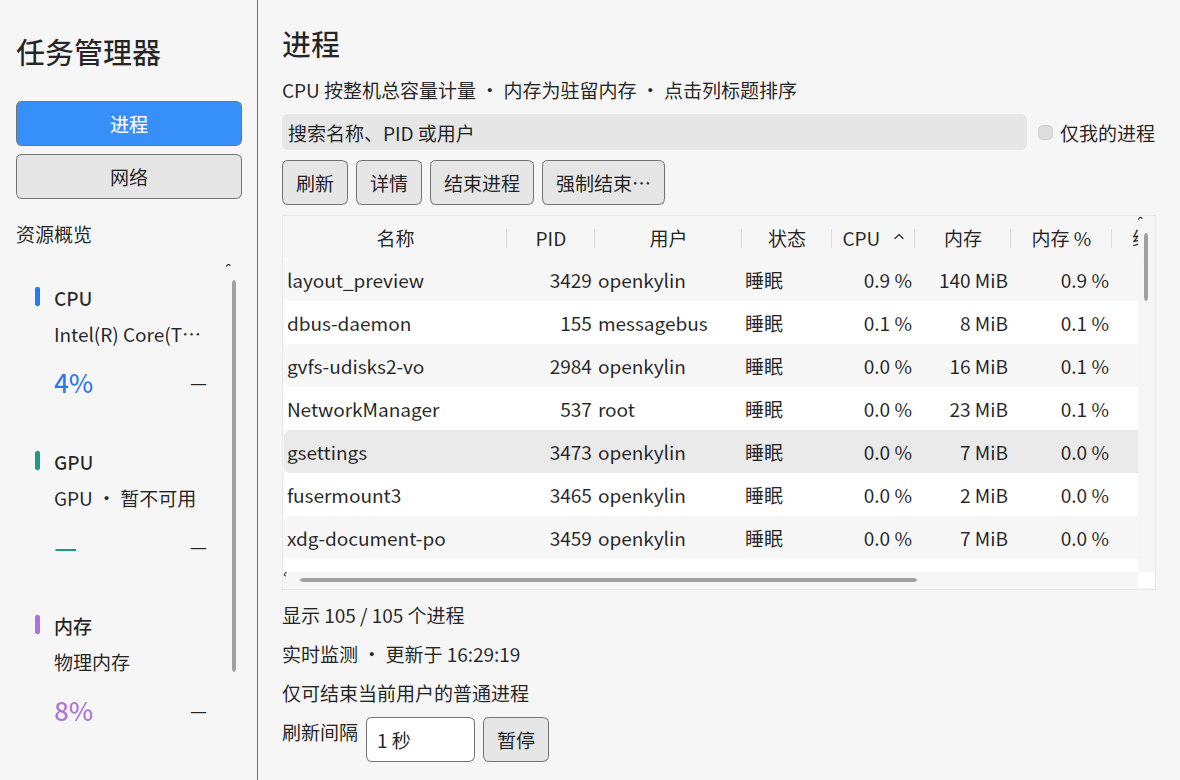 任务管理器
进程
网络
资源概览
CPU
Intel(R) Core(T…
4% —
GPU
GPU · 暂不可用
— —
内存
物理内存
8% —
进程
CPU 按整机总容量计量 · 内存为驻留内存 · 点击列标题排序
搜索名称、PID 或用户 仅我的进程
刷新 详情 结束进程 强制结束…
名称 PID 用户 状态 CPU 内存 内存 %
layout_preview 3429 openkylin 睡眠 0.9 % 140 MiB 0.9 %
dbus-daemon 155 messagebus 睡眠 0.1 % 8 MiB 0.1 %
gvfs-udisks2-vo 2984 openkylin 睡眠 0.0 % 16 MiB 0.1 %
NetworkManager 537 root 睡眠 0.0 % 23 MiB 0.1 %
gsettings 3473 openkylin 睡眠 0.0 % 7 MiB 0.0 %
fusermount3 3465 openkylin 睡眠 0.0 % 2 MiB 0.0 %
xdg-document-po 3459 openkylin 睡眠 0.0 % 7 MiB 0.0 %
显示 105 / 105 个进程
实时监测 · 更新于 16:29:19
仅可结束当前用户的普通进程
刷新间隔 1 秒 暂停